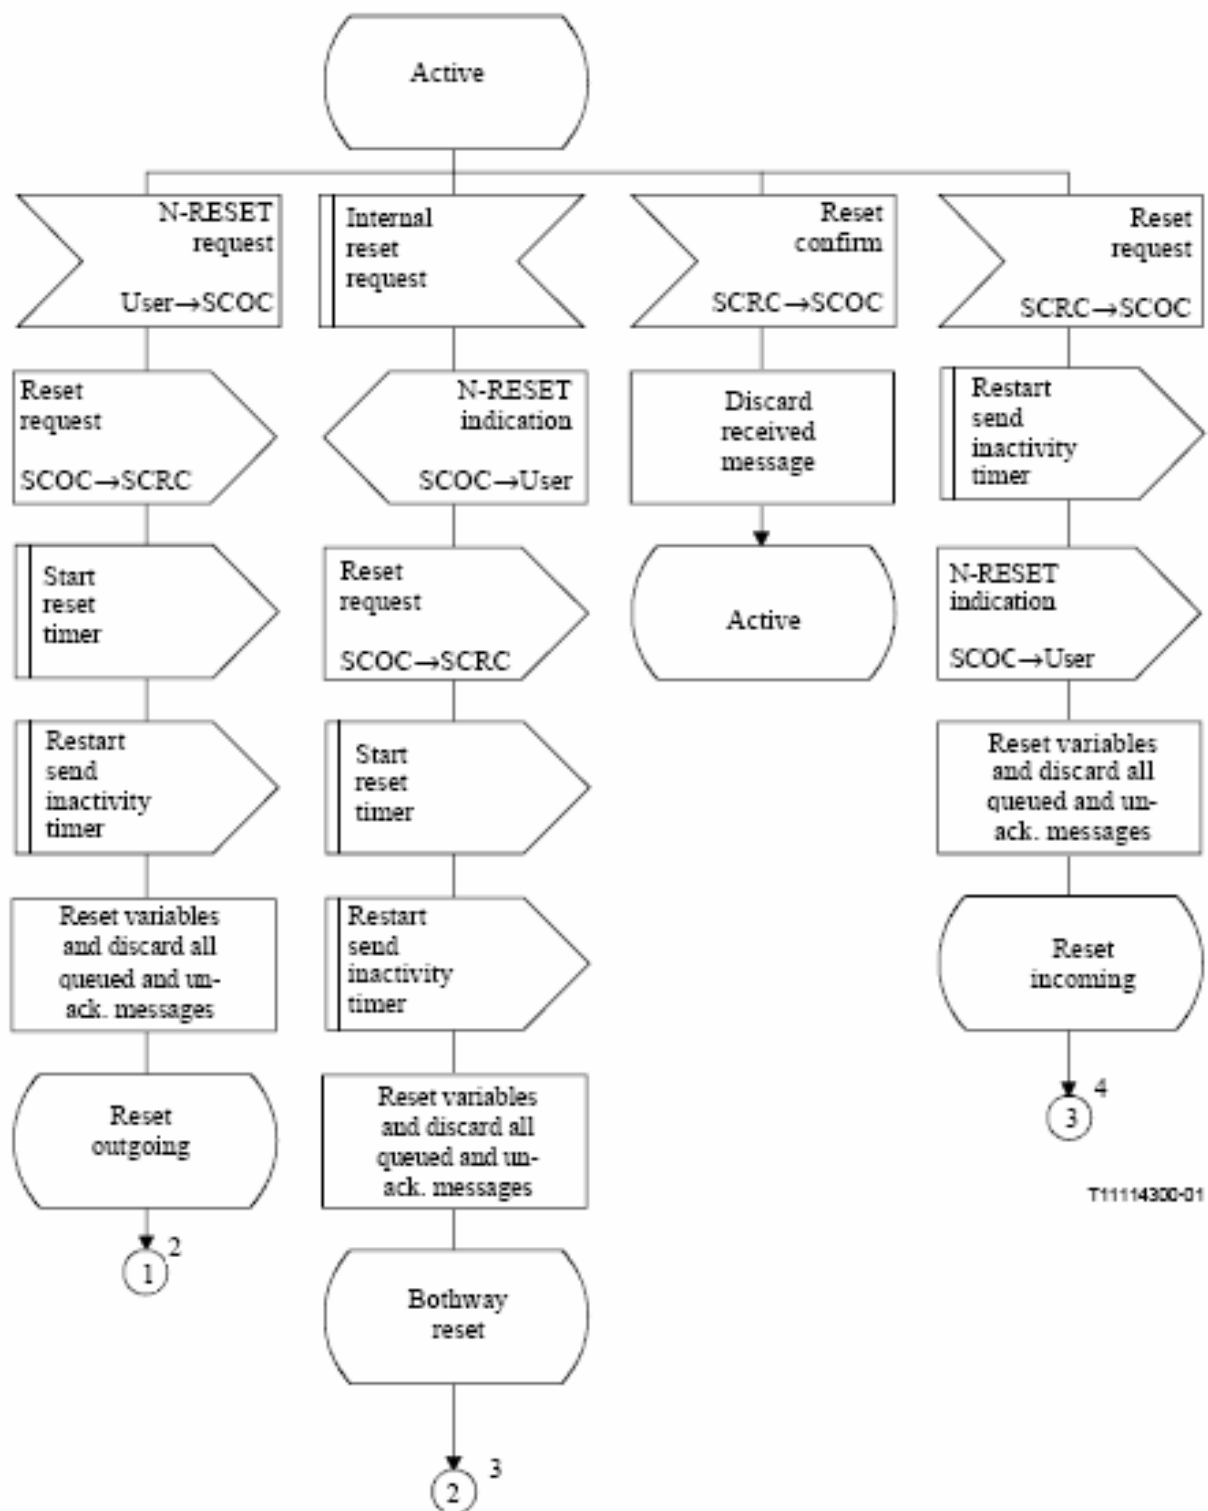 Active
N-RESET
request
User→SCOC
Reset
request
SCOC→SCRC
Start
reset
timer
Restart
send
inactivity
timer
Reset variables
and discard all
queued and un-
ack. messages
Reset
outgoing
2
1
Internal
reset
request
N-RESET
indication
SCOC→User
Reset
request
SCOC→SCRC
Start
reset
timer
Restart
send
inactivity
timer
Reset variables
and discard all
queued and un-
ack. messages
Bothway
reset
3
2
Reset
confirm
SCRC→SCOC
Discard
received
message
Active
Reset
request
SCRC→SCOC
Restart
send
inactivity
timer
N-RESET
indication
SCOC→User
Reset variables
and discard all
queued and un-
ack. messages
Reset
incoming
4
3
T11114300-01